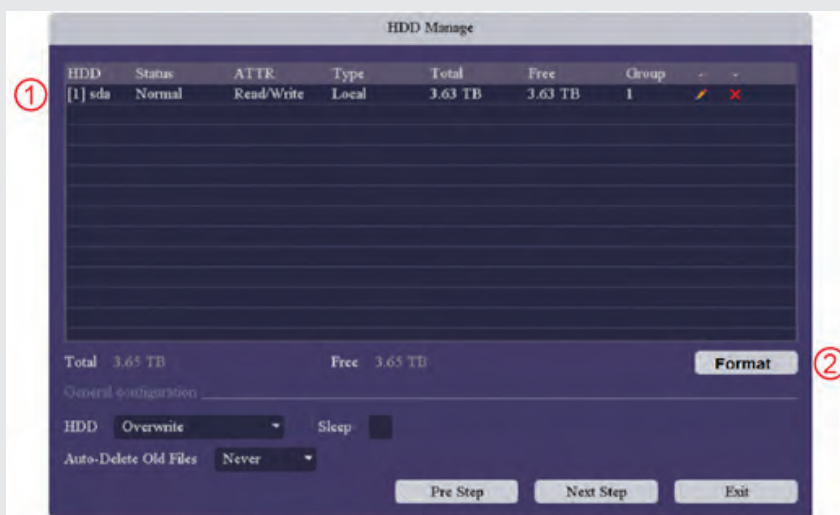 HDD Manage
HDD Status ATTR Type Total Free Group - -
① [1] sda Normal Read/Write Local 3.63 TB 3.63 TB 1
Total 3.65 TB Free 3.65 TB Format ②
General configuration
HDD Overwrite Sleep
Auto-Delete Old Files Never
Pre Step Next Step Exit